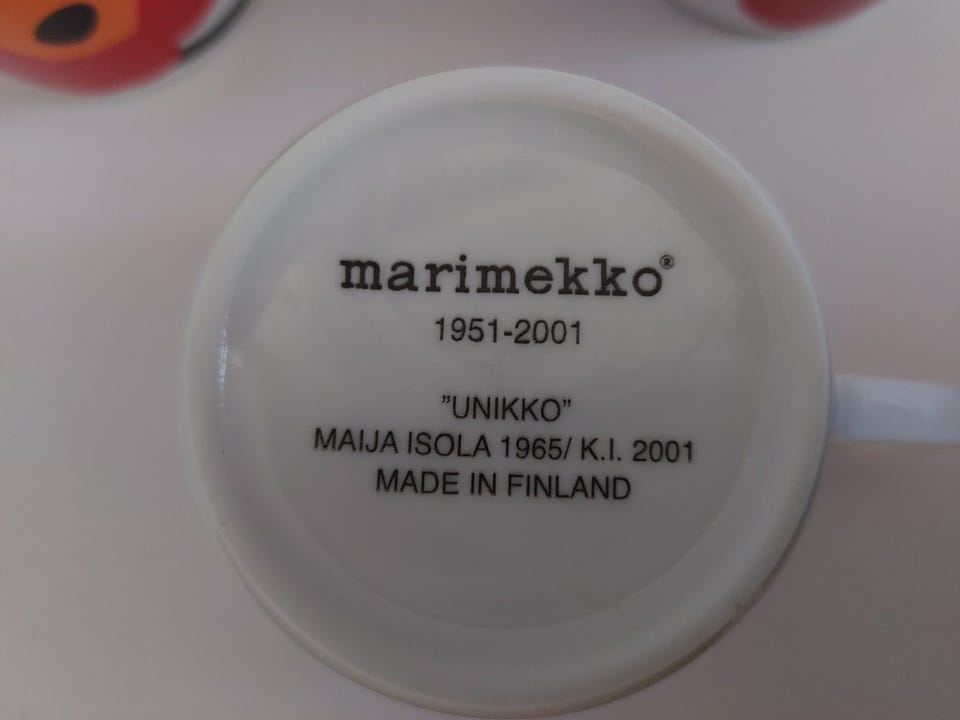 marimekko®
1951-2001
”UNIKKO”
MAIJA ISOLA 1965/ K.I. 2001
MADE IN FINLAND